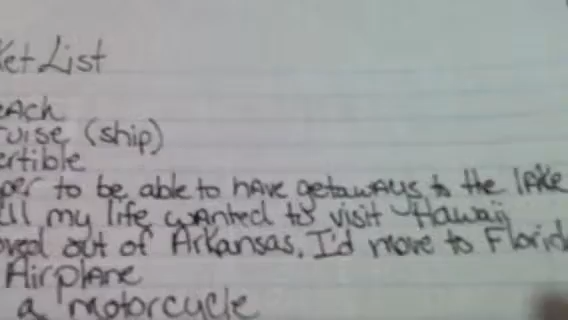 ket List
each
ruise (ship)
ertible
per to be able to have getaways to the lake
ll my life, wanted to visit Hawaii
oved out of Arkansas, I'd move to Florid
Airplane
a motorcycle